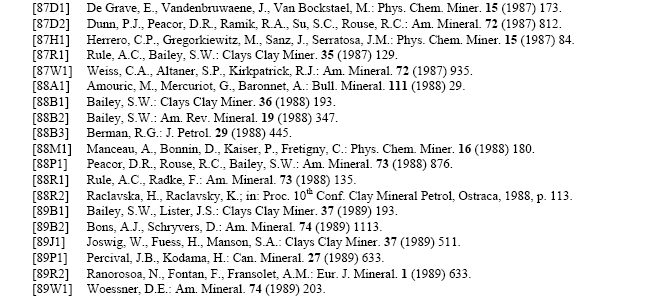 [87D1] De Grave, E., Vandenbruwaene, J., Van Bockstael, M.: Phys. Chem. Miner. 15 (1987) 173.
[87D2] Dunn, P.J., Peacor, D.R., Ramik, R.A., Su, S.C., Rouse, R.C.: Am. Mineral. 72 (1987) 812.
[87H1] Herrero, C.P., Gregorkiewitz, M., Sanz, J., Serratosa, J.M.: Phys. Chem. Miner. 15 (1987) 84.
[87R1] Rule, A.C., Bailey, S.W.: Clays Clay Miner. 35 (1987) 129.
[87W1] Weiss, C.A., Altaner, S.P., Kirkpatrick, R.J.: Am. Mineral. 72 (1987) 935.
[88A1] Amouric, M., Mercuriot, G., Baronnet, A.: Bull. Mineral. 111 (1988) 29.
[88B1] Bailey, S.W.: Clays Clay Miner. 36 (1988) 193.
[88B2] Bailey, S.W.: Am. Rev. Mineral. 19 (1988) 347.
[88B3] Berman, R.G.: J. Petrol. 29 (1988) 445.
[88M1] Manceau, A., Bonnin, D., Kaiser, P., Fretigny, C.: Phys. Chem. Miner. 16 (1988) 180.
[88P1] Peacor, D.R., Rouse, R.C., Bailey, S.W.: Am. Mineral. 73 (1988) 876.
[88R1] Rule, A.C., Radke, F.: Am. Mineral. 73 (1988) 135.
[88R2] Raclavska, H., Raclavsky, K.; in: Proc. 10th Conf. Clay Mineral Petrol, Ostraca, 1988, p. 113.
[89B1] Bailey, S.W., Lister, J.S.: Clays Clay Miner. 37 (1989) 193.
[89B2] Bons, A.J., Schryvers, D.: Am. Mineral. 74 (1989) 1113.
[89J1] Joswig, W., Fuess, H., Manson, S.A.: Clays Clay Miner. 37 (1989) 511.
[89P1] Percival, J.B., Kodama, H.: Can. Mineral. 27 (1989) 633.
[89R2] Ranorosoa, N., Fontan, F., Fransolet, A.M.: Eur. J. Mineral. 1 (1989) 633.
[89W1] Woessner, D.E.: Am. Mineral. 74 (1989) 203.